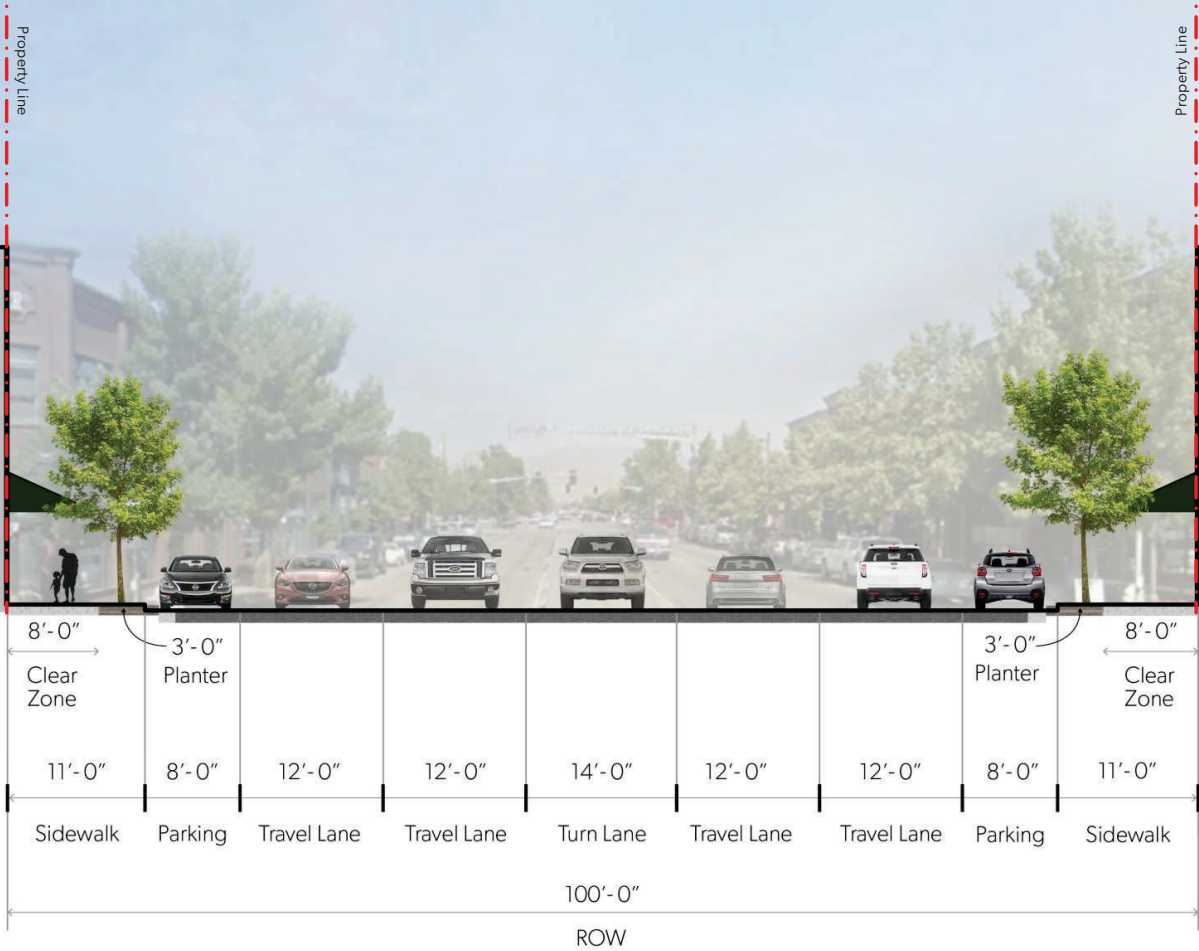 Property Line
Property Line
8'-0"
3'-0"
3'-0"
8'-0"
Clear
Zone
Planter
Planter
Clear
Zone
11'-0"
8'-0"
12'-0"
12'-0"
14'-0"
12'-0"
12'-0"
8'-0"
11'-0"
Sidewalk
Parking
Travel Lane
Travel Lane
Turn Lane
Travel Lane
Travel Lane
Parking
Sidewalk
100'-0"
ROW